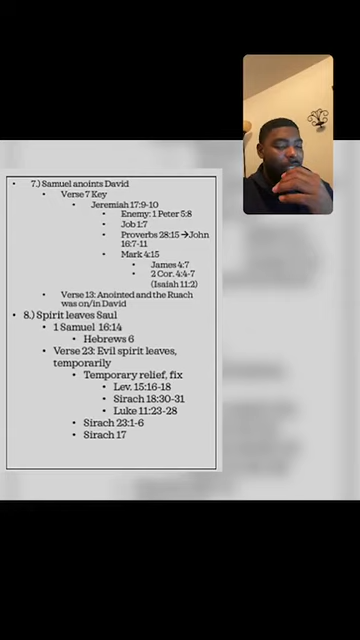 7.) Samuel anoints David
Verse 7 Key
Jeremiah 17:9-10
Enemy: 1 Peter 5:8
Job 1:7
Proverbs 28:15 →John
16:7-11
Mark 4:15
James 4:7
2 Cor. 4:4-7
(Isaiah 11:2)
Verse 13: Anointed and the Ruach
was on/in David
8.) Spirit leaves Saul
1 Samuel 16:14
Hebrews 6
Verse 23: Evil spirit leaves,
temporarily
Temporary relief, fix
Lev. 15:16-18
Sirach 18:30-31
Luke 11:23-28
Sirach 23:1-6
Sirach 17